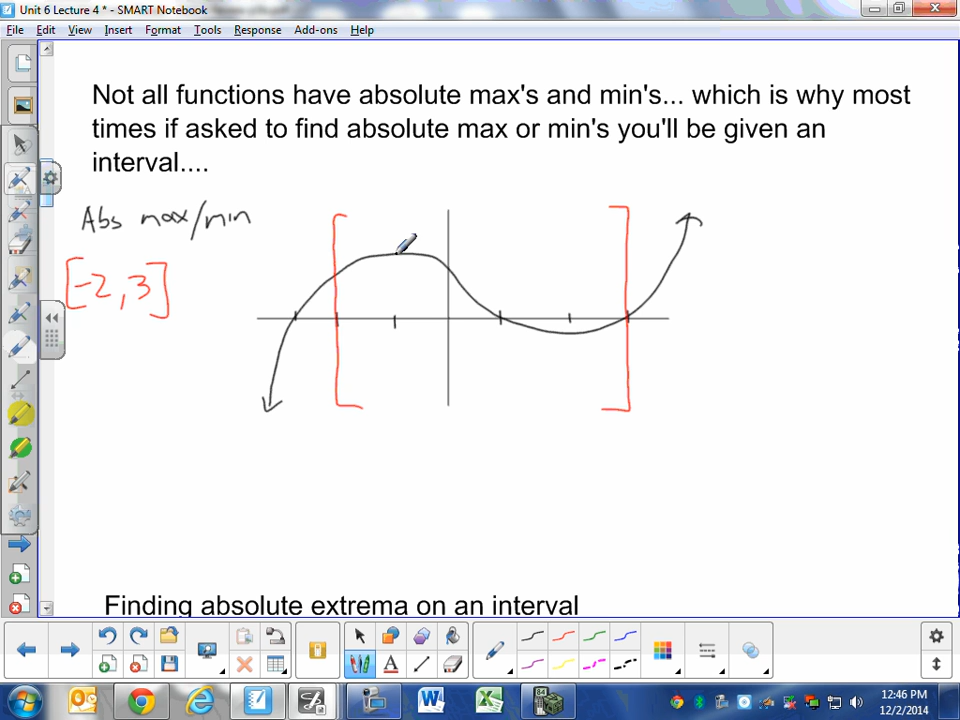 Unit 6 Lecture 4 * - SMART Notebook
File Edit View Insert Format Tools Response Add-ons Help
Not all functions have absolute max's and min's... which is why most
times if asked to find absolute max or min's you'll be given an
interval....
Abs max/min
[-2,3]
Finding absolute extrema on an interval
12:46 PM
12/2/2014